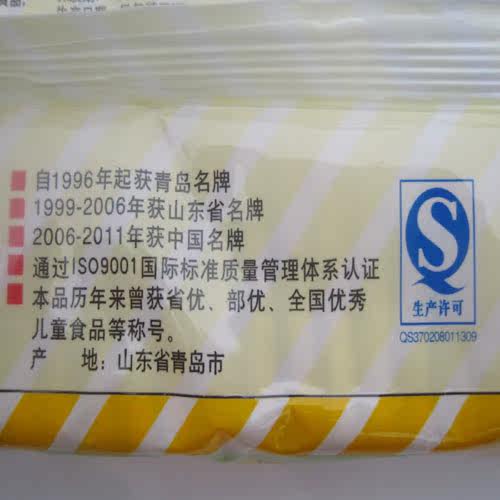 自1996年起获青岛名牌
1999-2006年获山东省名牌
2006-2011年获中国名牌
通过ISO9001国际标准质量管理体系认证
本品历年来曾获省优、部优、全国优秀
儿童食品等称号。
产 地：山东省青岛市
生产许可
QS370208011309